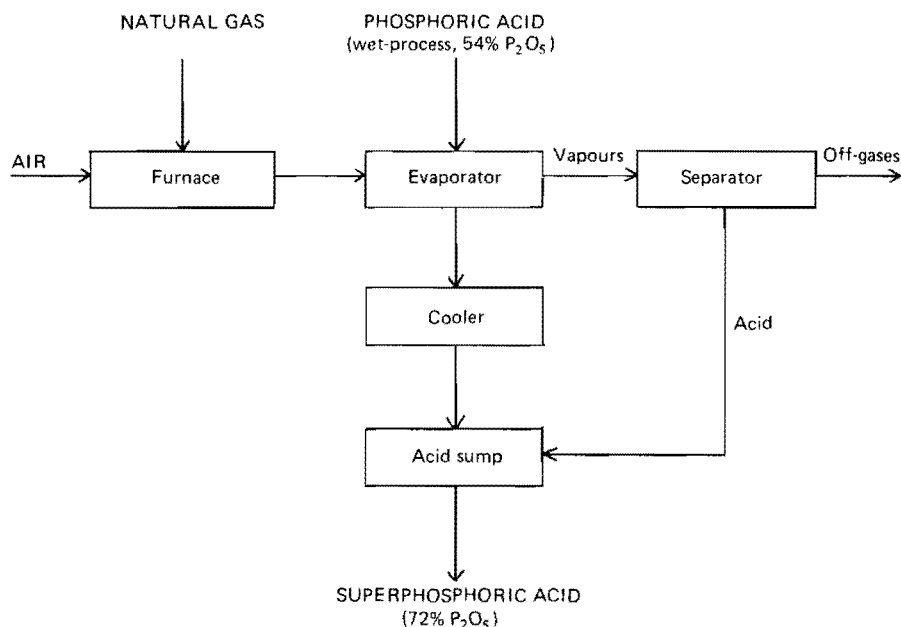 NATURAL GAS
PHOSPHORIC ACID
(wet-process, 54% P₂O₅)
AIR
Furnace
Evaporator
Vapours
Separator
Off-gases
Cooler
Acid
Acid sump
SUPERPHOSPHORIC ACID
(72% P₂O₅)